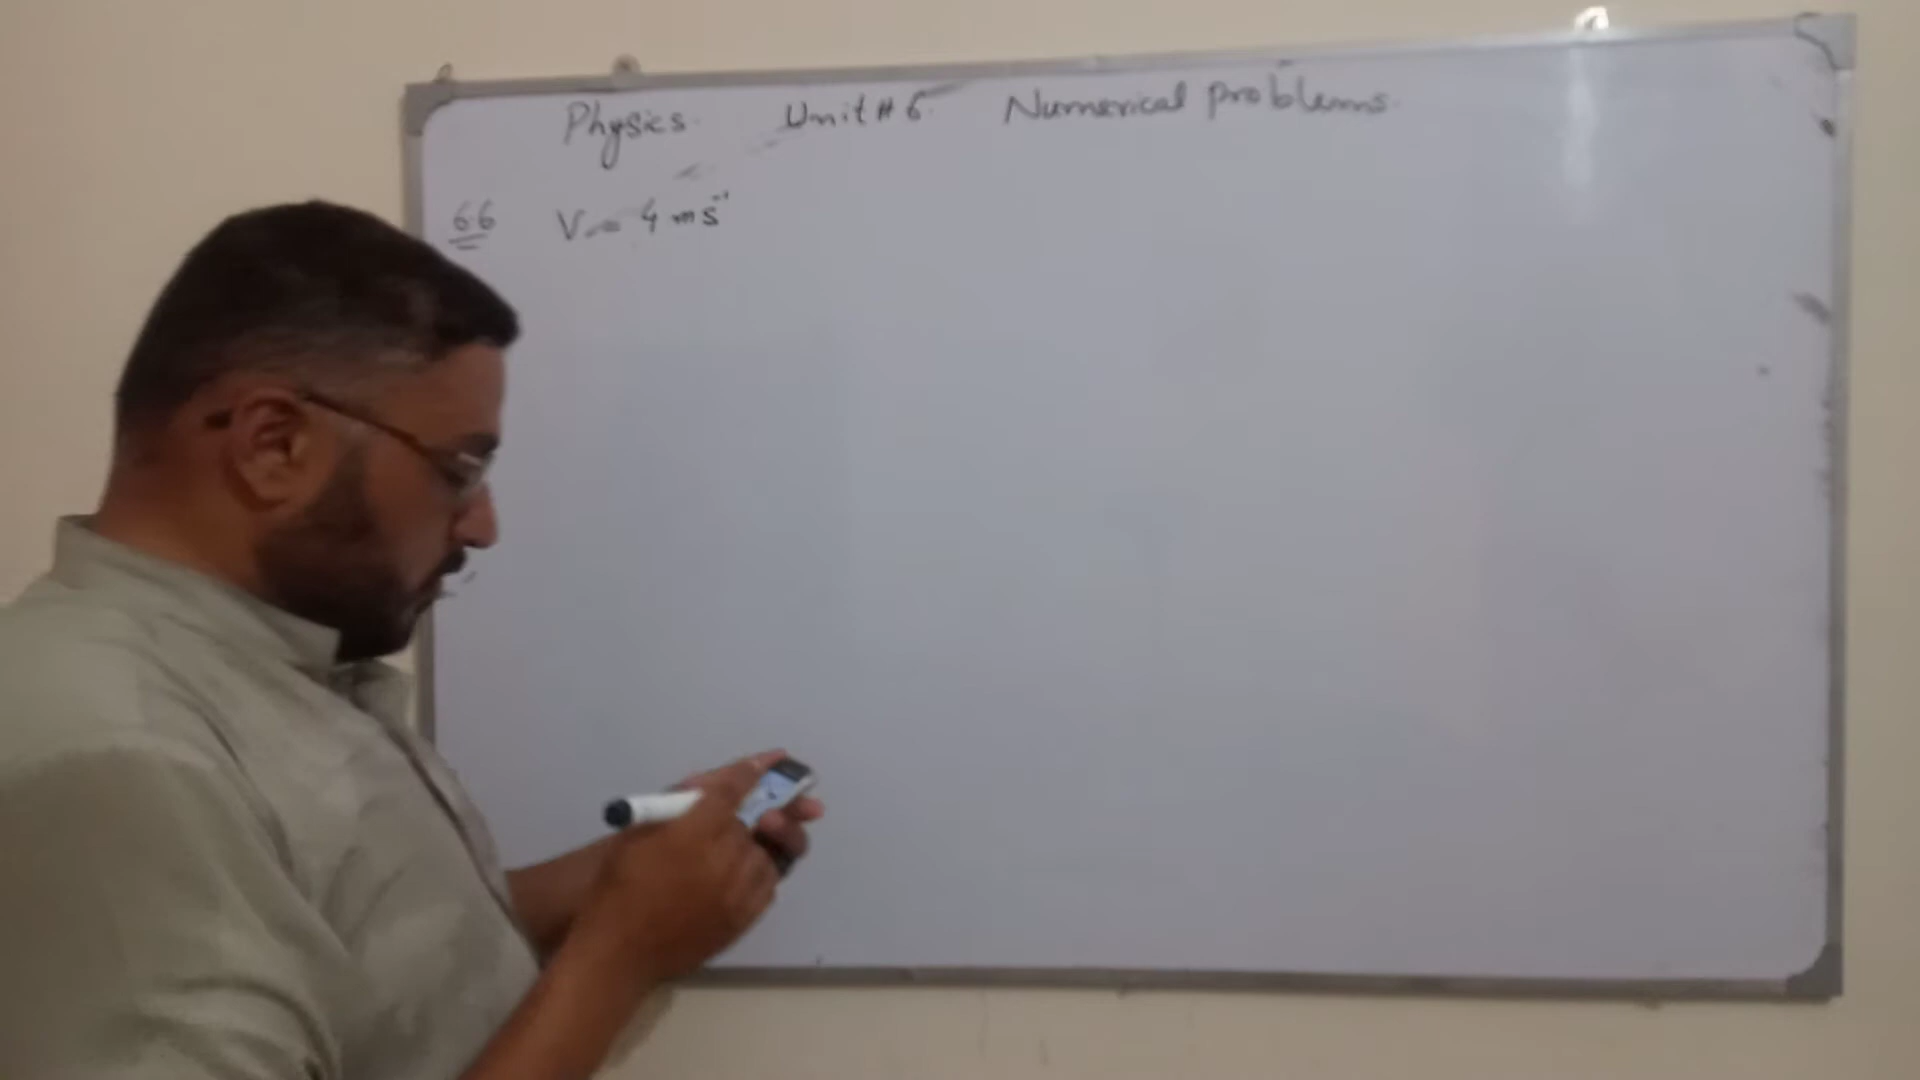 Physics. Unit # 6. Numerical problems.
6.6 V = 4 ms⁻¹